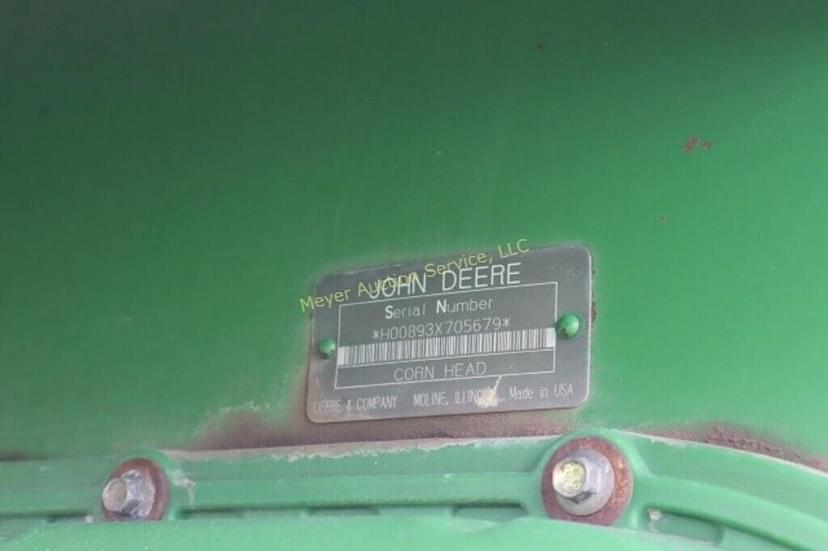 Meyer Auction Service, LLC
JOHN DEERE
Serial Number
*H00893X705679*
CORN HEAD
DEERE & COMPANY MOLINE, ILLINOIS Made in USA